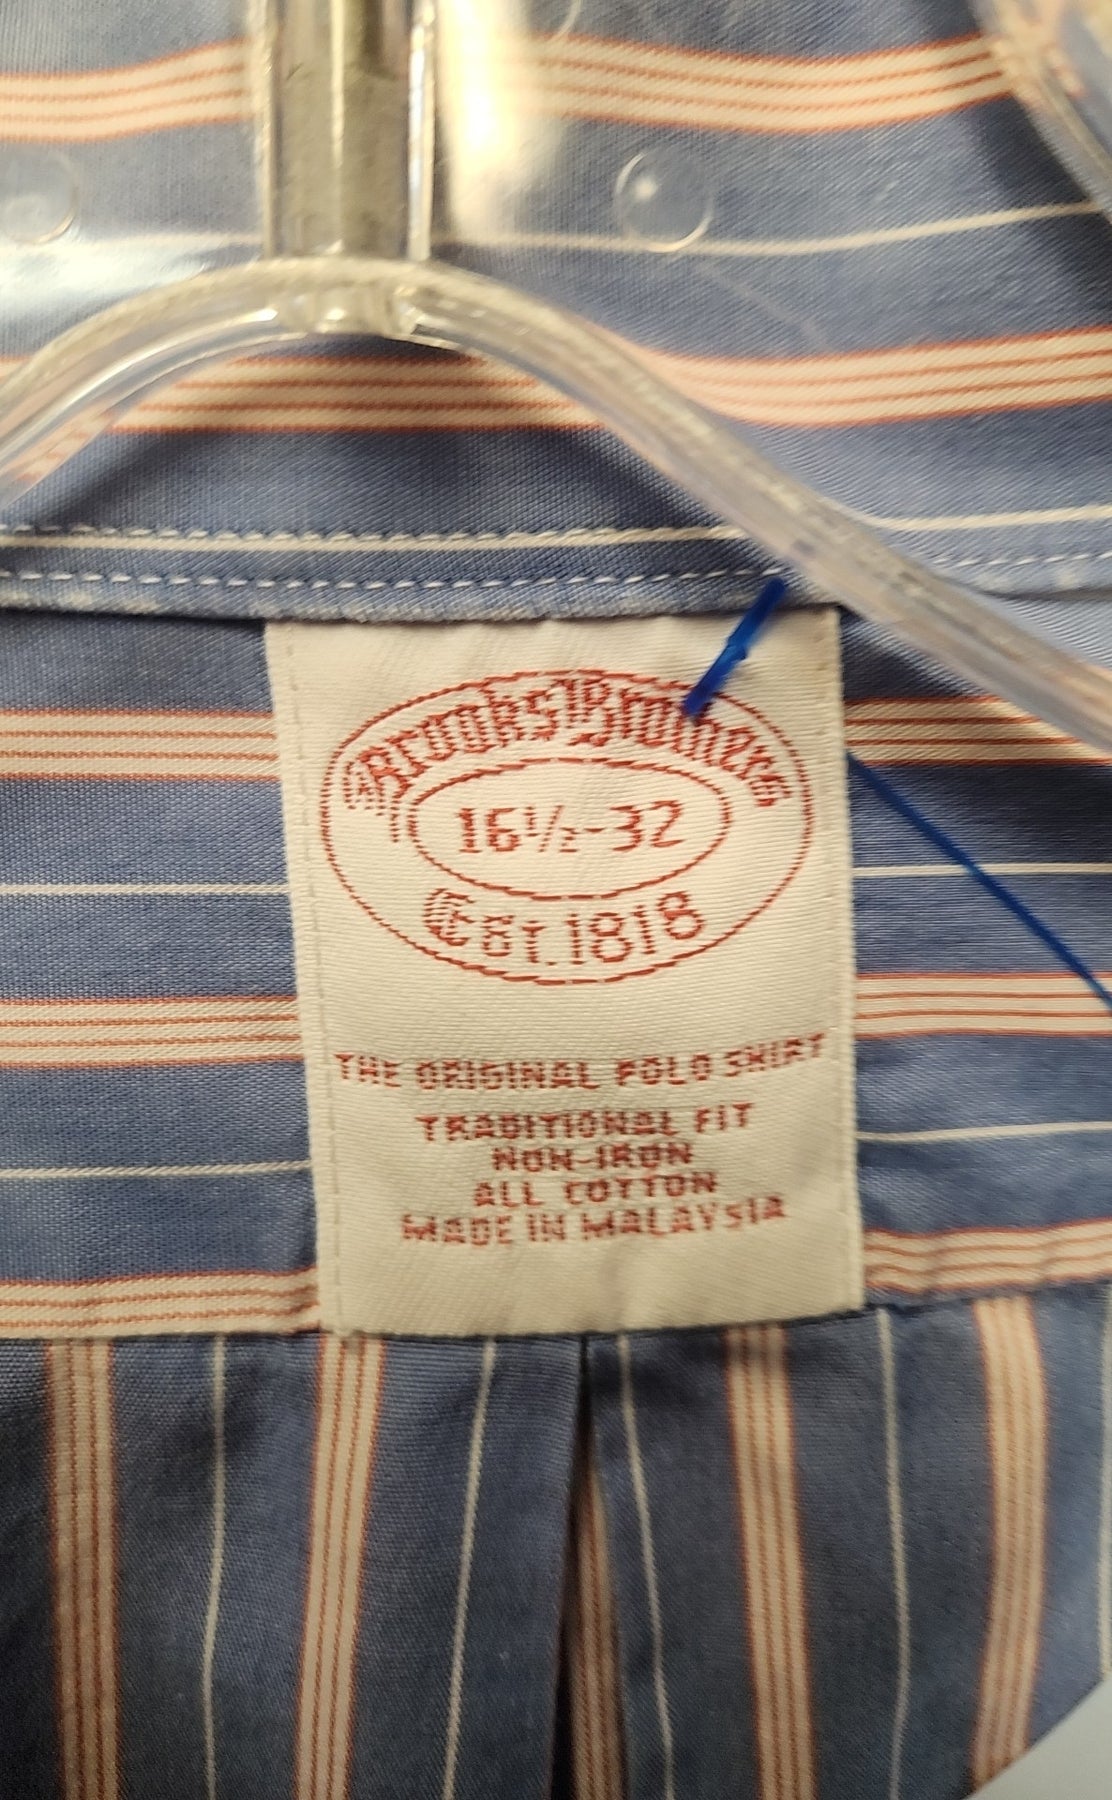 Brooks Brothers
16½-32
Est. 1818
THE ORIGINAL POLO SHIRT
TRADITIONAL FIT
NON-IRON
ALL COTTON
MADE IN MALAYSIA